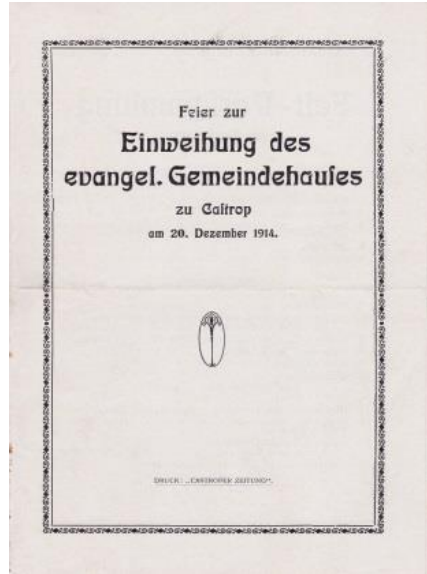 Feier zur
Einweihung des
evangel. Gemeindehauſes
zu Caſtrop
am 20. Dezember 1914.
DRUCK: „CASTROPER ZEITUNG“.